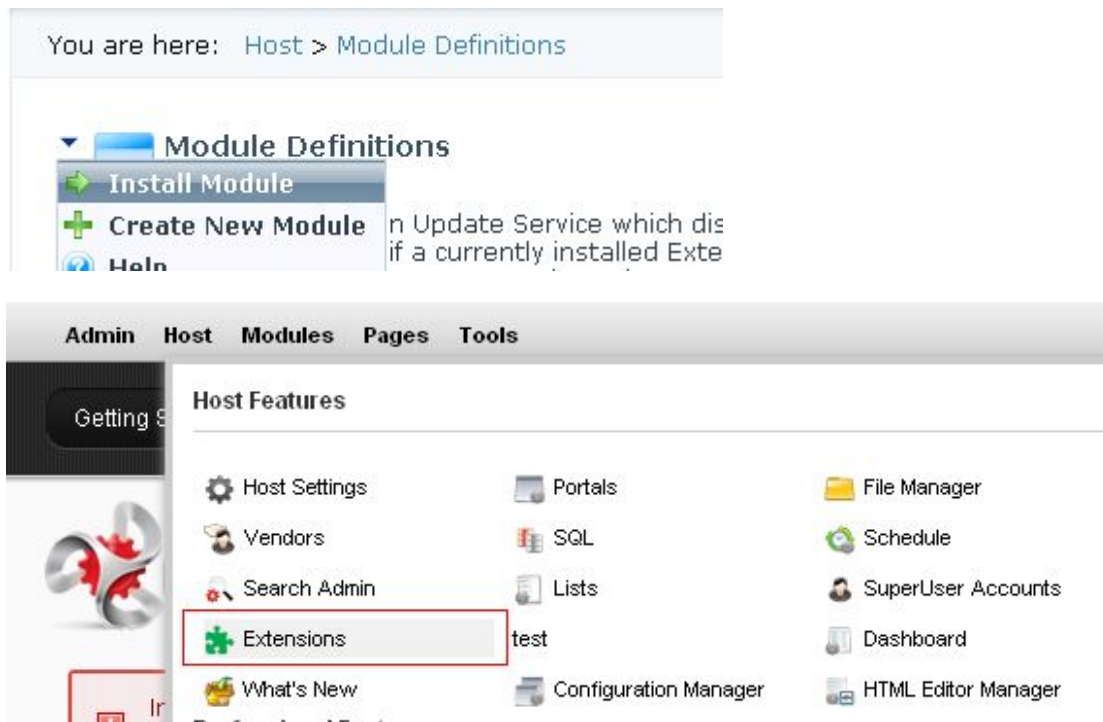 You are here: Host > Module Definitions
Module Definitions
Install Module
Create New Module n Update Service which dis
if a currently installed Exte
Help
Admin Host Modules Pages Tools
Getting S
Host Features
Host Settings Portals File Manager
Vendors SQL Schedule
Search Admin Lists SuperUser Accounts
Extensions test Dashboard
What's New Configuration Manager HTML Editor Manager
In